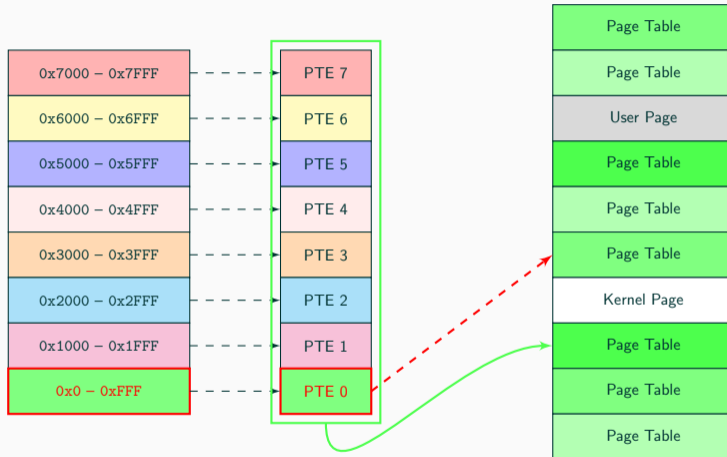 0x7000 – 0x7FFF
0x6000 – 0x6FFF
0x5000 – 0x5FFF
0x4000 – 0x4FFF
0x3000 – 0x3FFF
0x2000 – 0x2FFF
0x1000 – 0x1FFF
0x0 – 0xFFF
PTE 7
PTE 6
PTE 5
PTE 4
PTE 3
PTE 2
PTE 1
PTE 0
Page Table
Page Table
User Page
Page Table
Page Table
Page Table
Kernel Page
Page Table
Page Table
Page Table